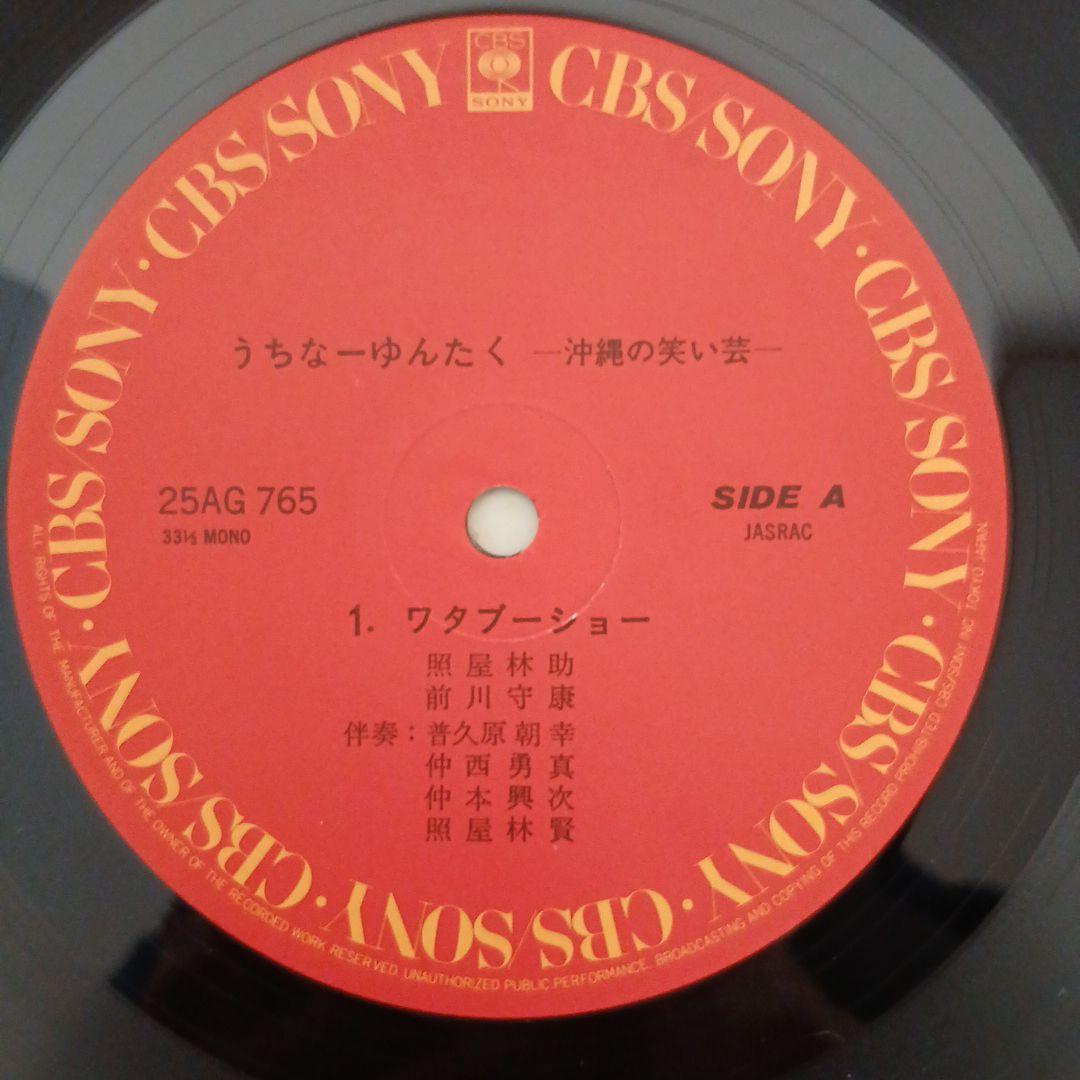 CBS
SONY
CBS/SONY · CBS/SONY · CBS/SONY · CBS/SONY · CBS/SONY · CBS/SONY · CBS/SONY · CBS/SONY
うちなーゆんたく —沖縄の笑い芸—
25AG 765
33⅓ MONO
SIDE A
JASRAC
1. ワタブーショー
照屋林助
前川守康
伴奏：普久原朝幸
仲西勇真
仲本興次
照屋林賢
ALL RIGHTS OF THE MANUFACTURER AND OF THE OWNER OF THE RECORDED WORK RESERVED. UNAUTHORIZED PUBLIC PERFORMANCE. BROADCASTING AND COPYING OF THIS RECORD PROHIBITED. CBS/SONY INC. TOKYO JAPAN